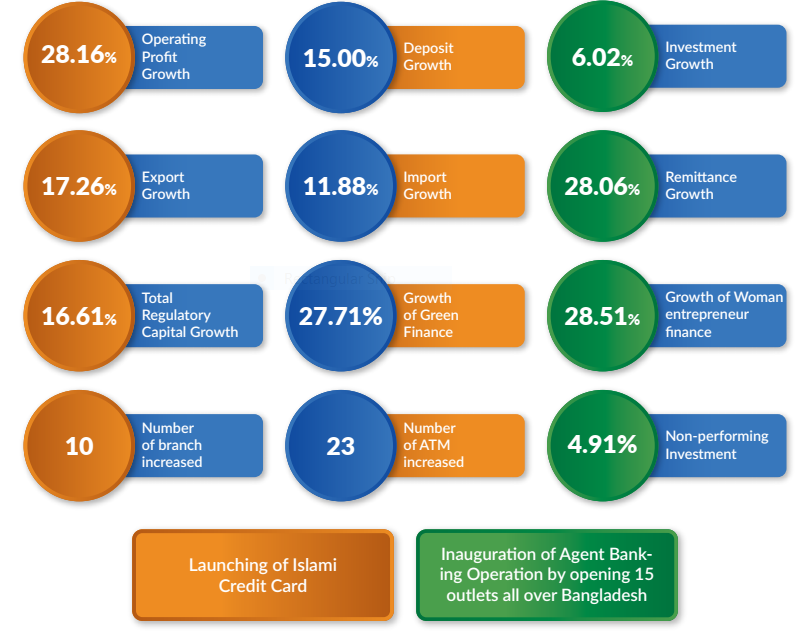 28.16%
Operating
Profit
Growth
15.00%
Deposit
Growth
6.02%
Investment
Growth
17.26%
Export
Growth
11.88%
Import
Growth
28.06%
Remittance
Growth
16.61%
Total
Regulatory
Capital Growth
27.71%
Growth
of Green
Finance
28.51%
Growth of Woman
entrepreneur
finance
10
Number
of branch
increased
23
Number
of ATM
increased
4.91%
Non-performing
Investment
Launching of Islami
Credit Card
Inauguration of Agent Bank-
ing Operation by opening 15
outlets all over Bangladesh